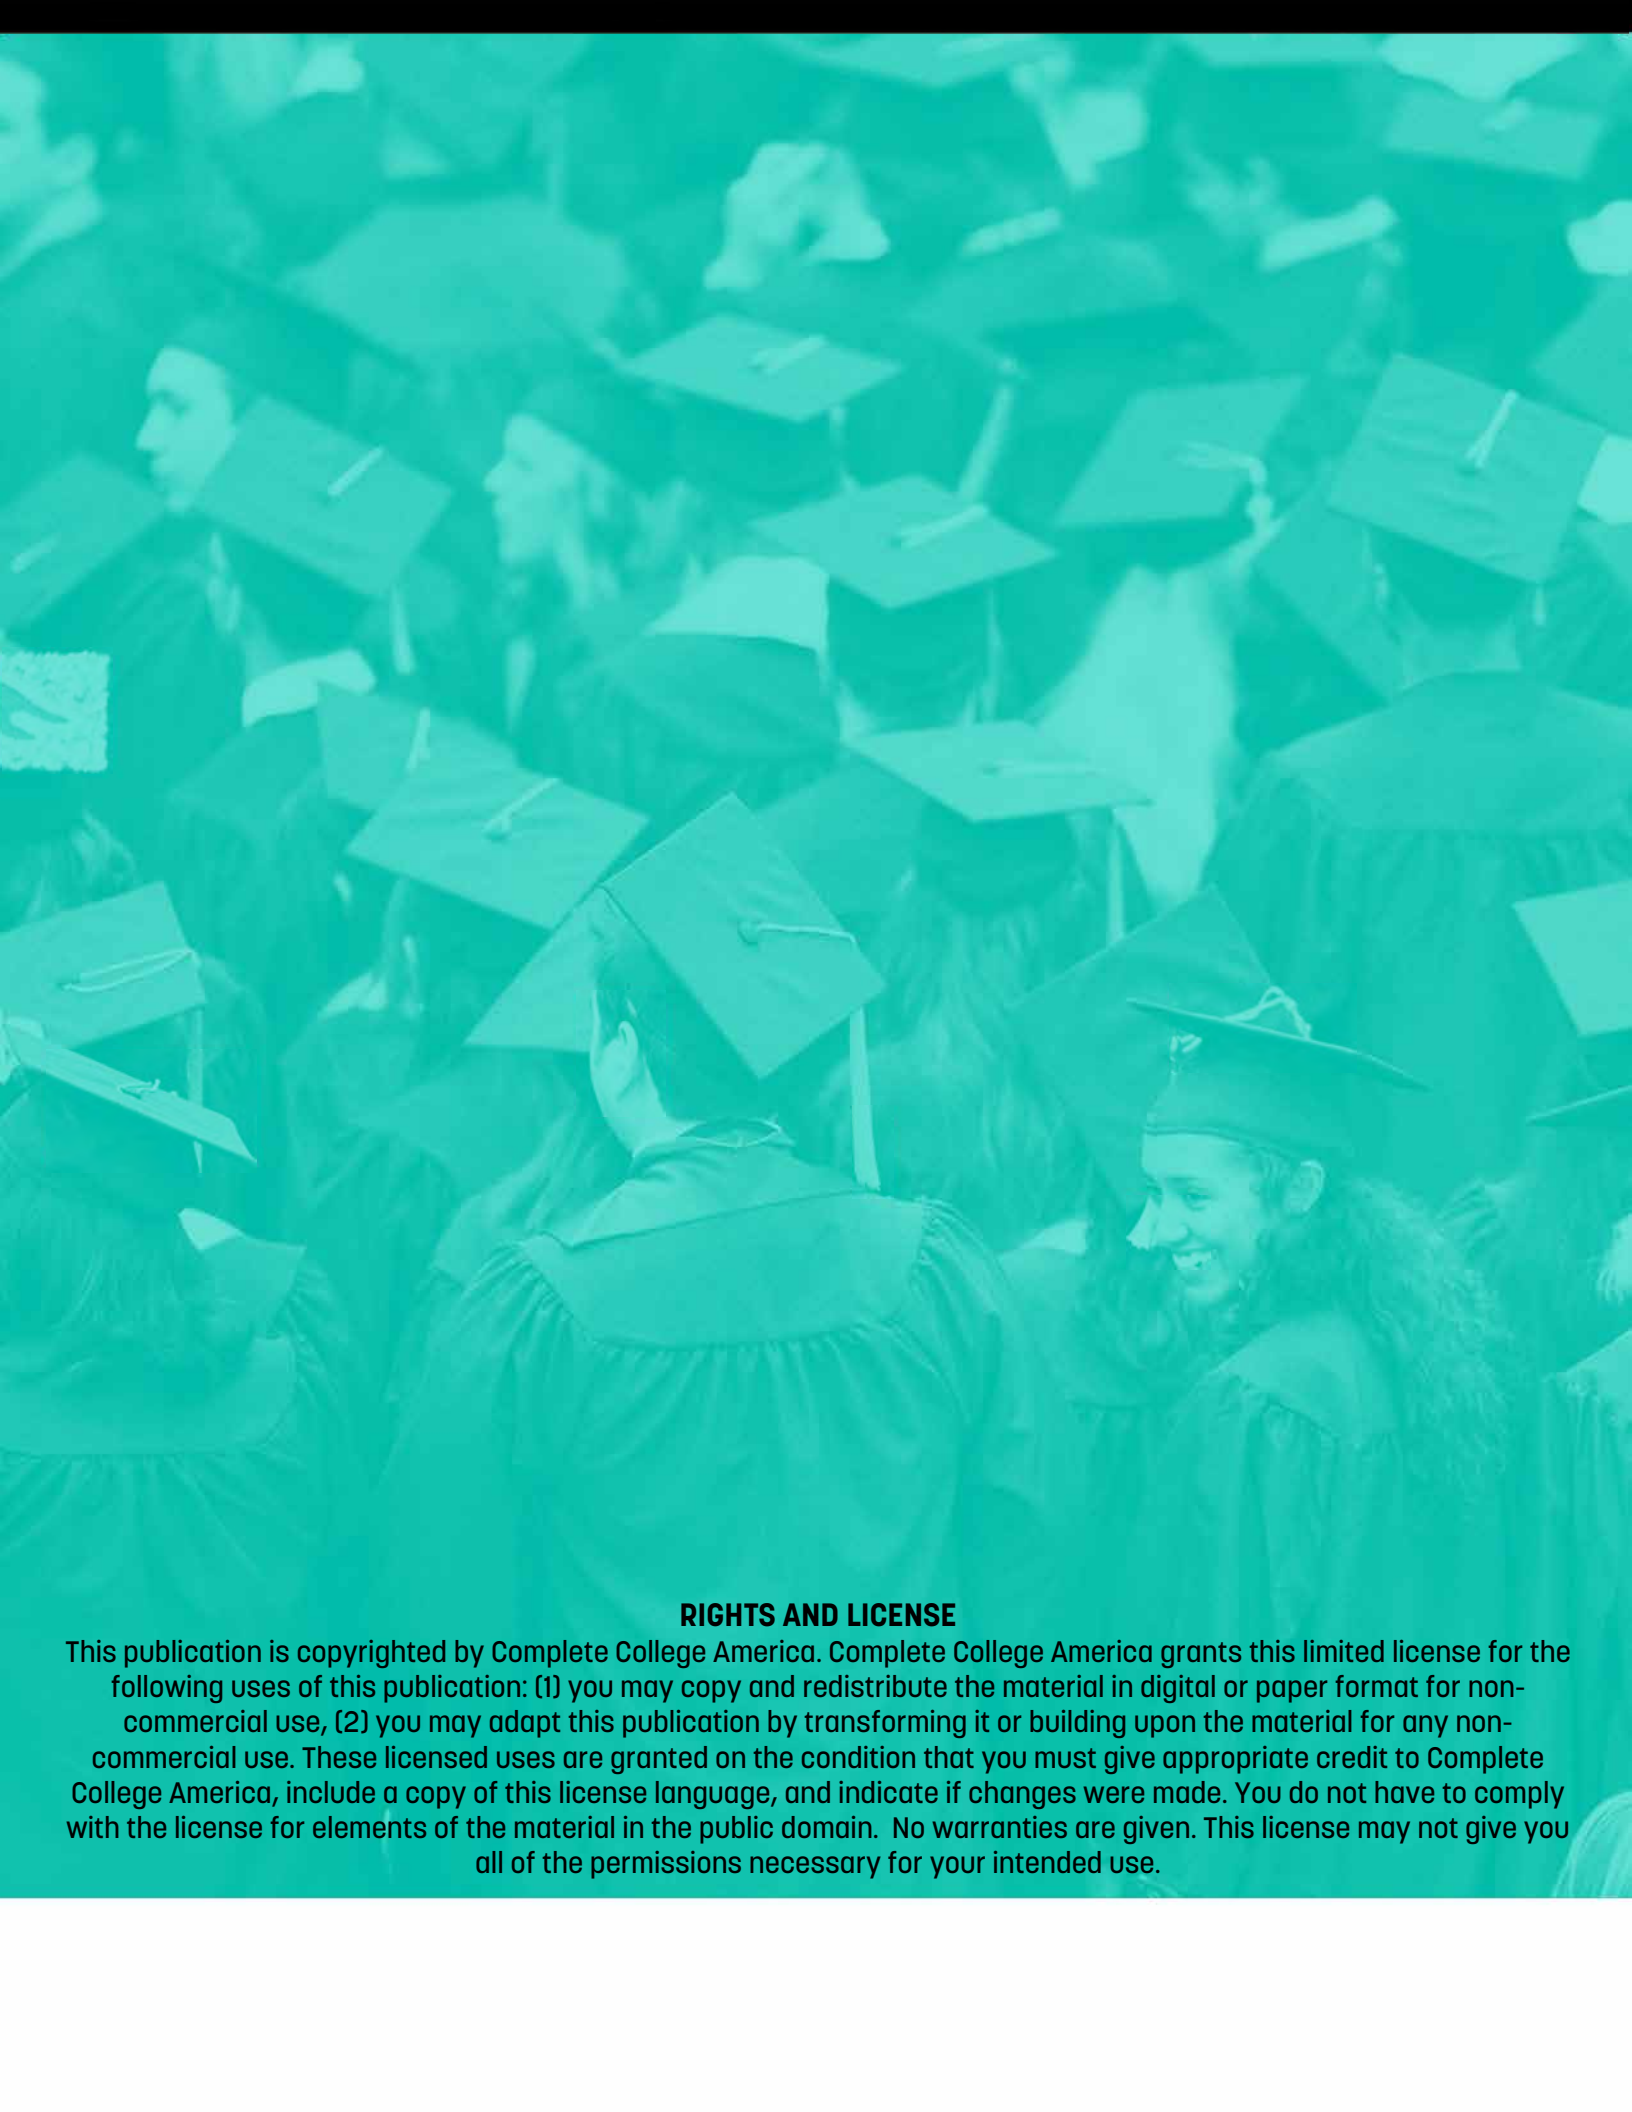 RIGHTS AND LICENSE
This publication is copyrighted by Complete College America. Complete College America grants this limited license for the
following uses of this publication: (1) you may copy and redistribute the material in digital or paper format for non-
commercial use, (2) you may adapt this publication by transforming it or building upon the material for any non-
commercial use. These licensed uses are granted on the condition that you must give appropriate credit to Complete
College America, include a copy of this license language, and indicate if changes were made. You do not have to comply
with the license for elements of the material in the public domain.  No warranties are given. This license may not give you
all of the permissions necessary for your intended use.